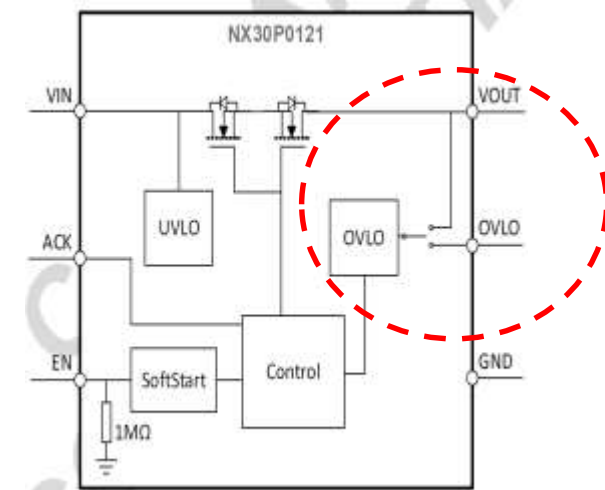 NX30P0121
VIN
VOUT
UVLO
OVLO
OVLO
ACK
EN
SoftStart
Control
GND
1MΩ